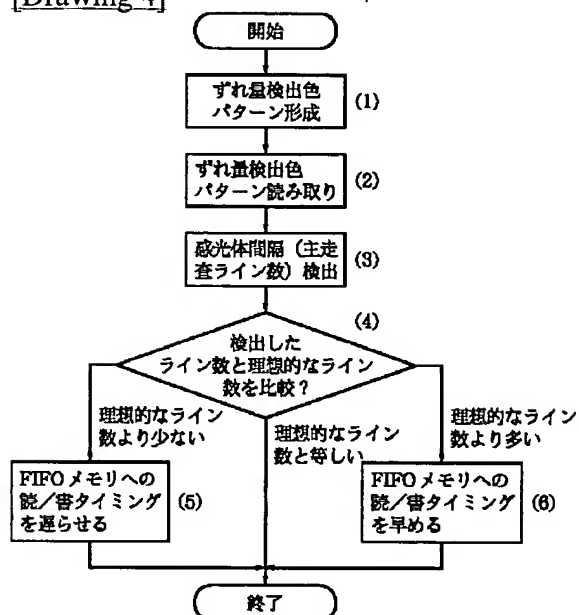 [Drawing 4]
開始
ずれ量検出色
パターン形成
(1)
ずれ量検出色
パターン読み取り
(2)
感光体間隔（主走
査ライン数）検出
(3)
(4)
検出した
ライン数と理想的なライン
数を比較？
理想的なライン
数より少ない
理想的なライン
数と等しい
理想的なライン
数より多い
FIFOメモリへの
読／書タイミング
を遅らせる
(5)
FIFOメモリへの
読／書タイミング
を早める
(6)
終了